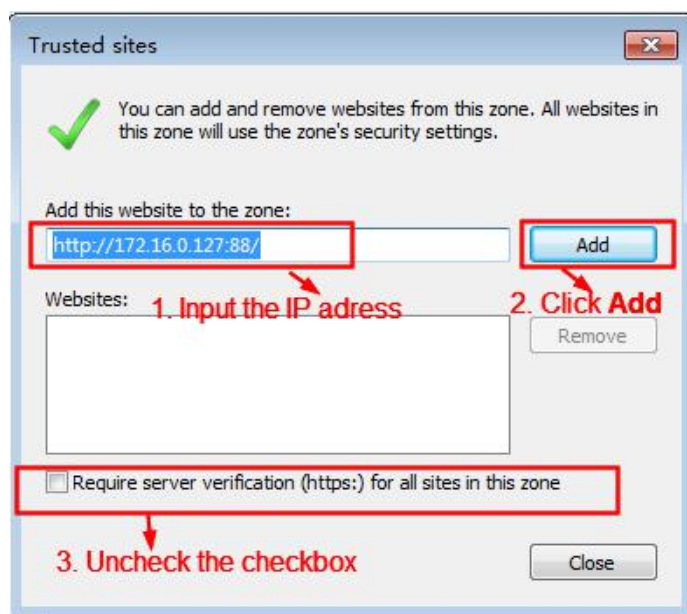 Trusted sites
You can add and remove websites from this zone. All websites in
this zone will use the zone's security settings.
Add this website to the zone:
http://172.16.0.127:88/
Add
1. Input the IP adress
2. Click Add
Websites:
Remove
Require server verification (https:) for all sites in this zone
3. Uncheck the checkbox
Close